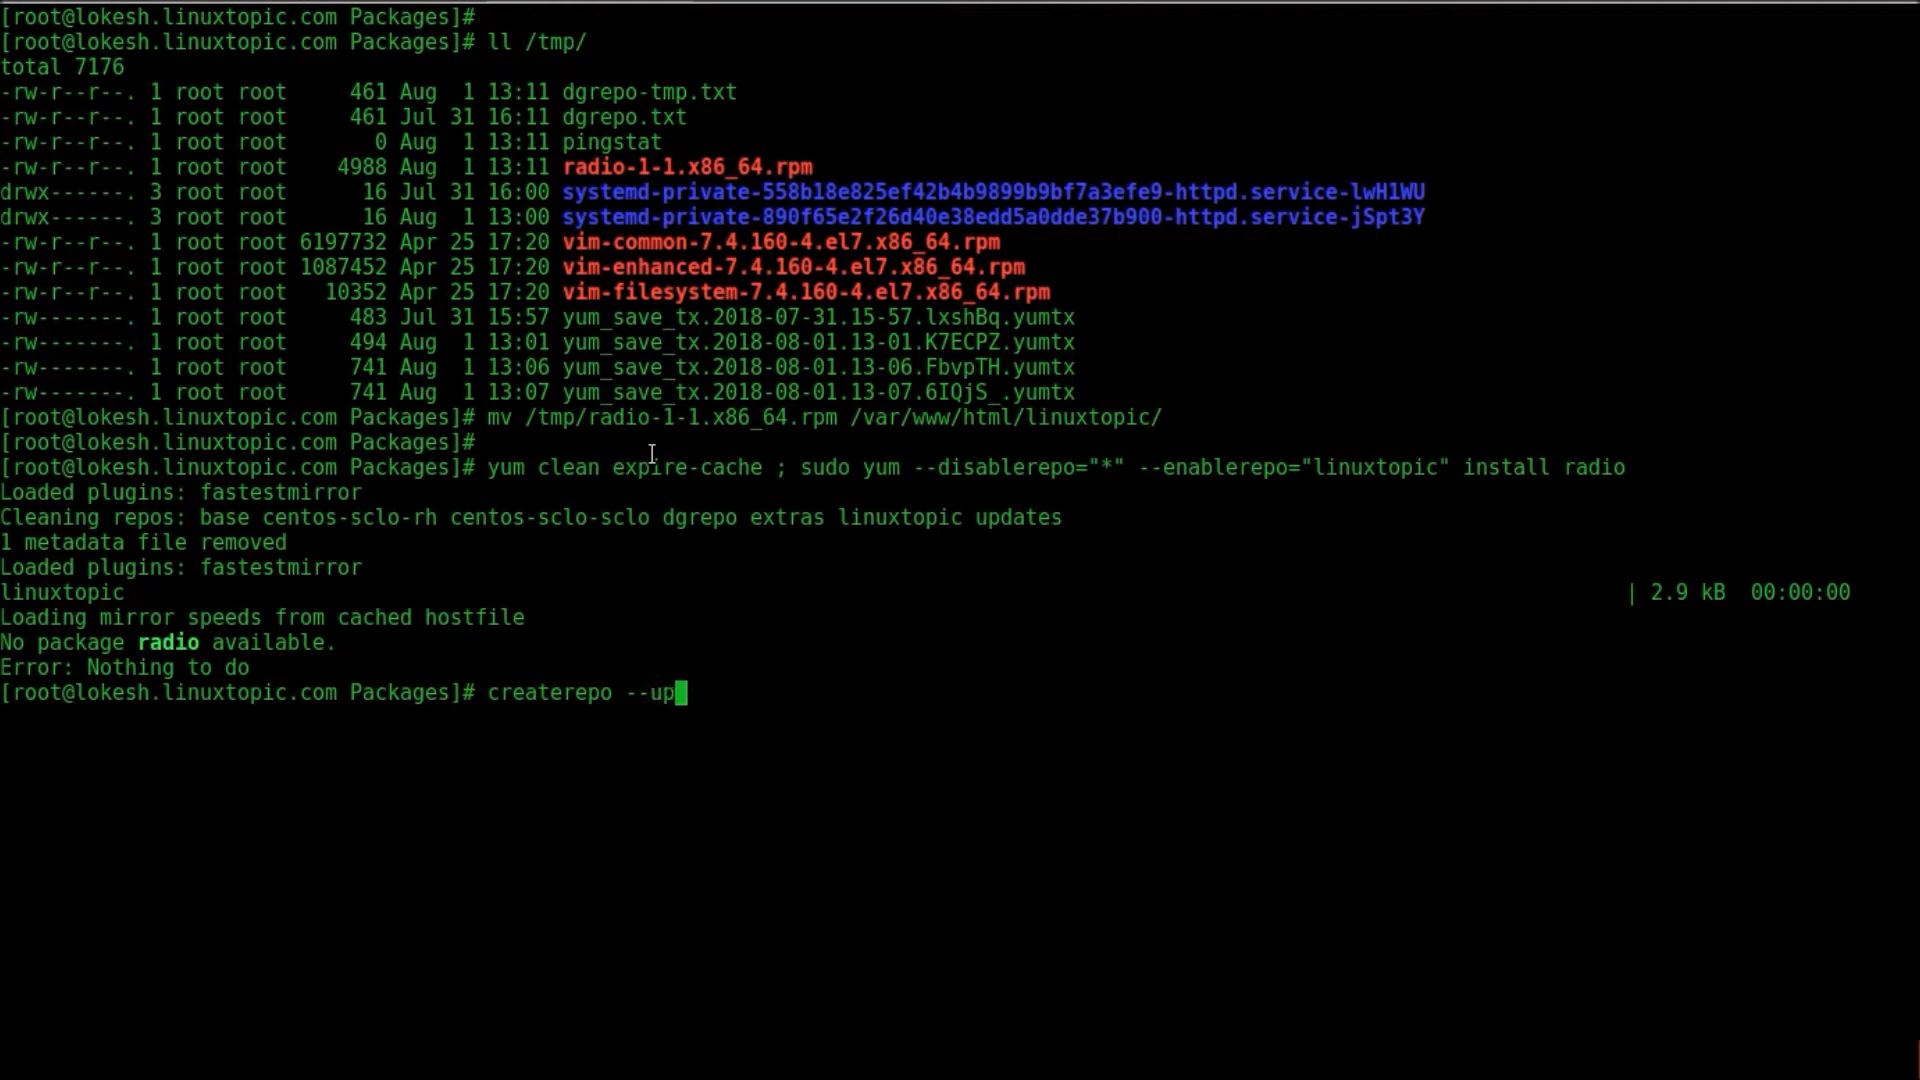 [root@lokesh.linuxtopic.com Packages]#
[root@lokesh.linuxtopic.com Packages]# ll /tmp/
total 7176
-rw-r--r--. 1 root root     461 Aug  1 13:11 dgrepo-tmp.txt
-rw-r--r--. 1 root root     461 Jul 31 16:11 dgrepo.txt
-rw-r--r--. 1 root root       0 Aug  1 13:11 pingstat
-rw-r--r--. 1 root root    4988 Aug  1 13:11 radio-1-1.x86_64.rpm
drwx------. 3 root root      16 Jul 31 16:00 systemd-private-558b18e825ef42b4b9899b9bf7a3efe9-httpd.service-lwH1WU
drwx------. 3 root root      16 Aug  1 13:00 systemd-private-890f65e2f26d40e38edd5a0dde37b900-httpd.service-jSpt3Y
-rw-r--r--. 1 root root 6197732 Apr 25 17:20 vim-common-7.4.160-4.el7.x86_64.rpm
-rw-r--r--. 1 root root 1087452 Apr 25 17:20 vim-enhanced-7.4.160-4.el7.x86_64.rpm
-rw-r--r--. 1 root root   10352 Apr 25 17:20 vim-filesystem-7.4.160-4.el7.x86_64.rpm
-rw-------. 1 root root     483 Jul 31 15:57 yum_save_tx.2018-07-31.15-57.lxshBq.yumtx
-rw-------. 1 root root     494 Aug  1 13:01 yum_save_tx.2018-08-01.13-01.K7ECPZ.yumtx
-rw-------. 1 root root     741 Aug  1 13:06 yum_save_tx.2018-08-01.13-06.FbvpTH.yumtx
-rw-------. 1 root root     741 Aug  1 13:07 yum_save_tx.2018-08-01.13-07.6IQjS_.yumtx
[root@lokesh.linuxtopic.com Packages]# mv /tmp/radio-1-1.x86_64.rpm /var/www/html/linuxtopic/
[root@lokesh.linuxtopic.com Packages]#
[root@lokesh.linuxtopic.com Packages]# yum clean expire-cache ; sudo yum --disablerepo="*" --enablerepo="linuxtopic" install radio
Loaded plugins: fastestmirror
Cleaning repos: base centos-sclo-rh centos-sclo-sclo dgrepo extras linuxtopic updates
1 metadata file removed
Loaded plugins: fastestmirror
linuxtopic | 2.9 kB  00:00:00
Loading mirror speeds from cached hostfile
No package radio available.
Error: Nothing to do
[root@lokesh.linuxtopic.com Packages]# createrepo --up